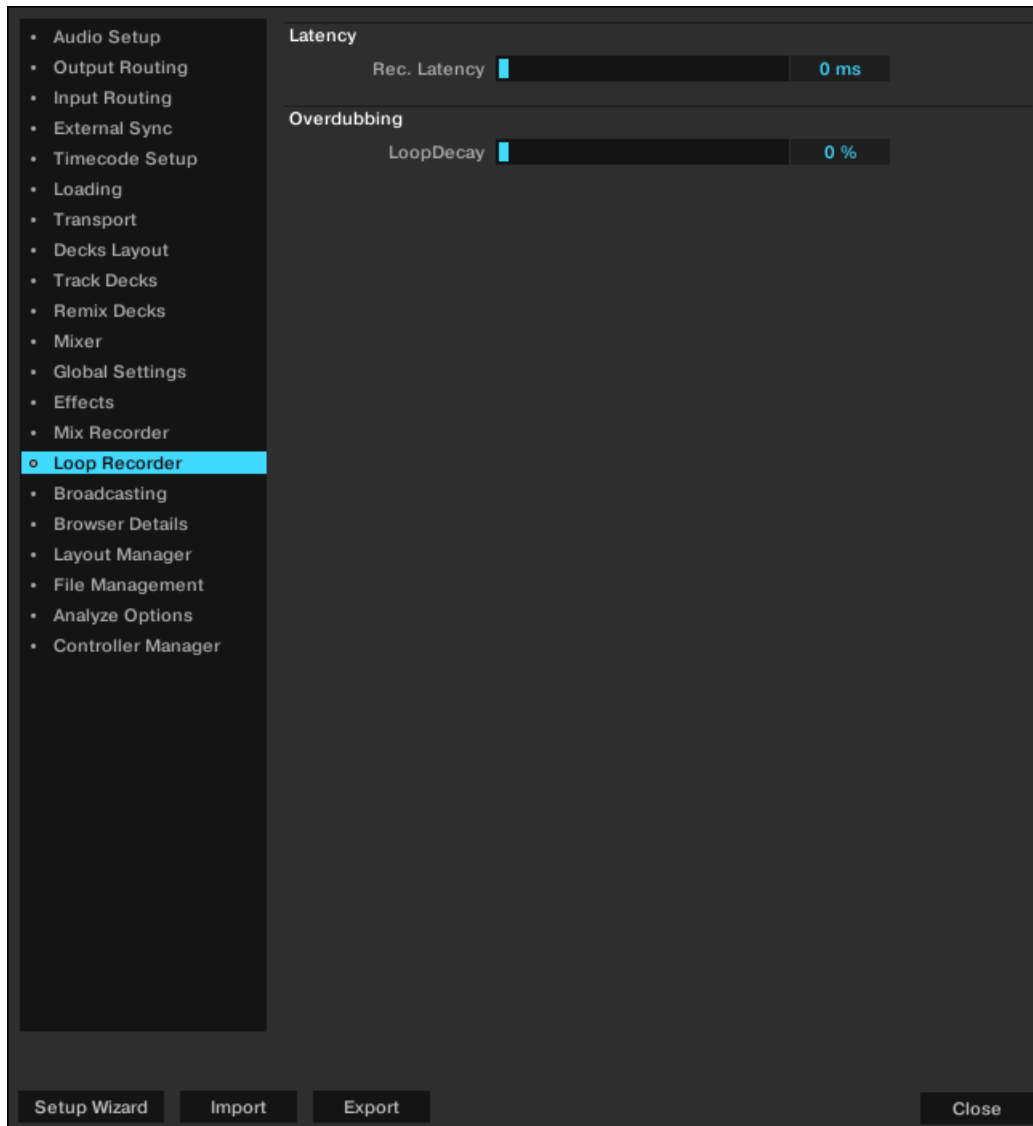 Audio Setup
Output Routing
Input Routing
External Sync
Timecode Setup
Loading
Transport
Decks Layout
Track Decks
Remix Decks
Mixer
Global Settings
Effects
Mix Recorder
Loop Recorder
Broadcasting
Browser Details
Layout Manager
File Management
Analyze Options
Controller Manager
Latency
Rec. Latency 0 ms
Overdubbing
LoopDecay 0 %
Setup Wizard Import Export Close